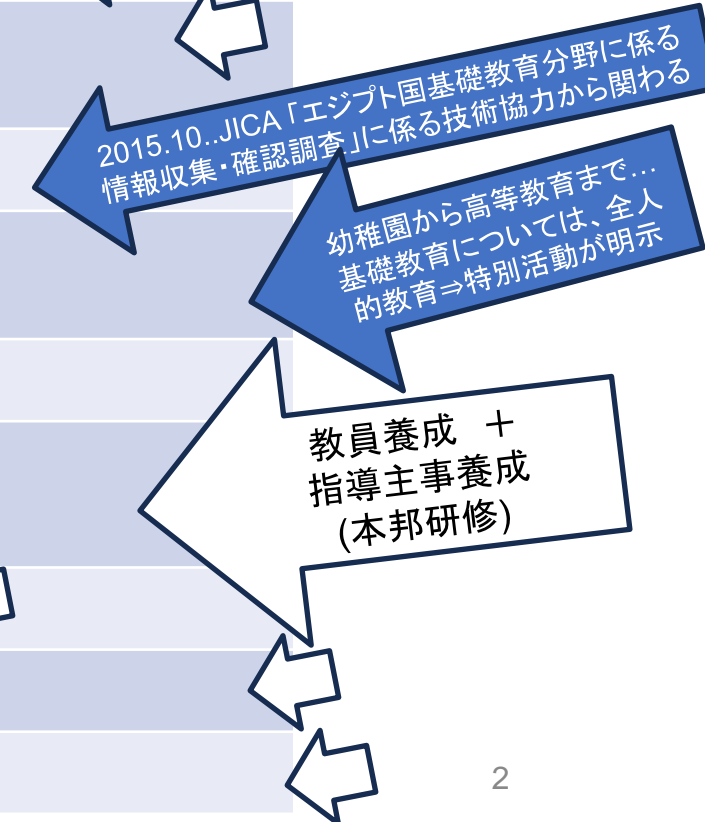 2015.10..JICA「エジプト国基礎教育分野に係る
情報収集・確認調査」に係る技術協力から関わる
幼稚園から高等教育まで…
基礎教育については、全人
的教育⇒特別活動が明示
教員養成　＋
指導主事養成
(本邦研修)
2